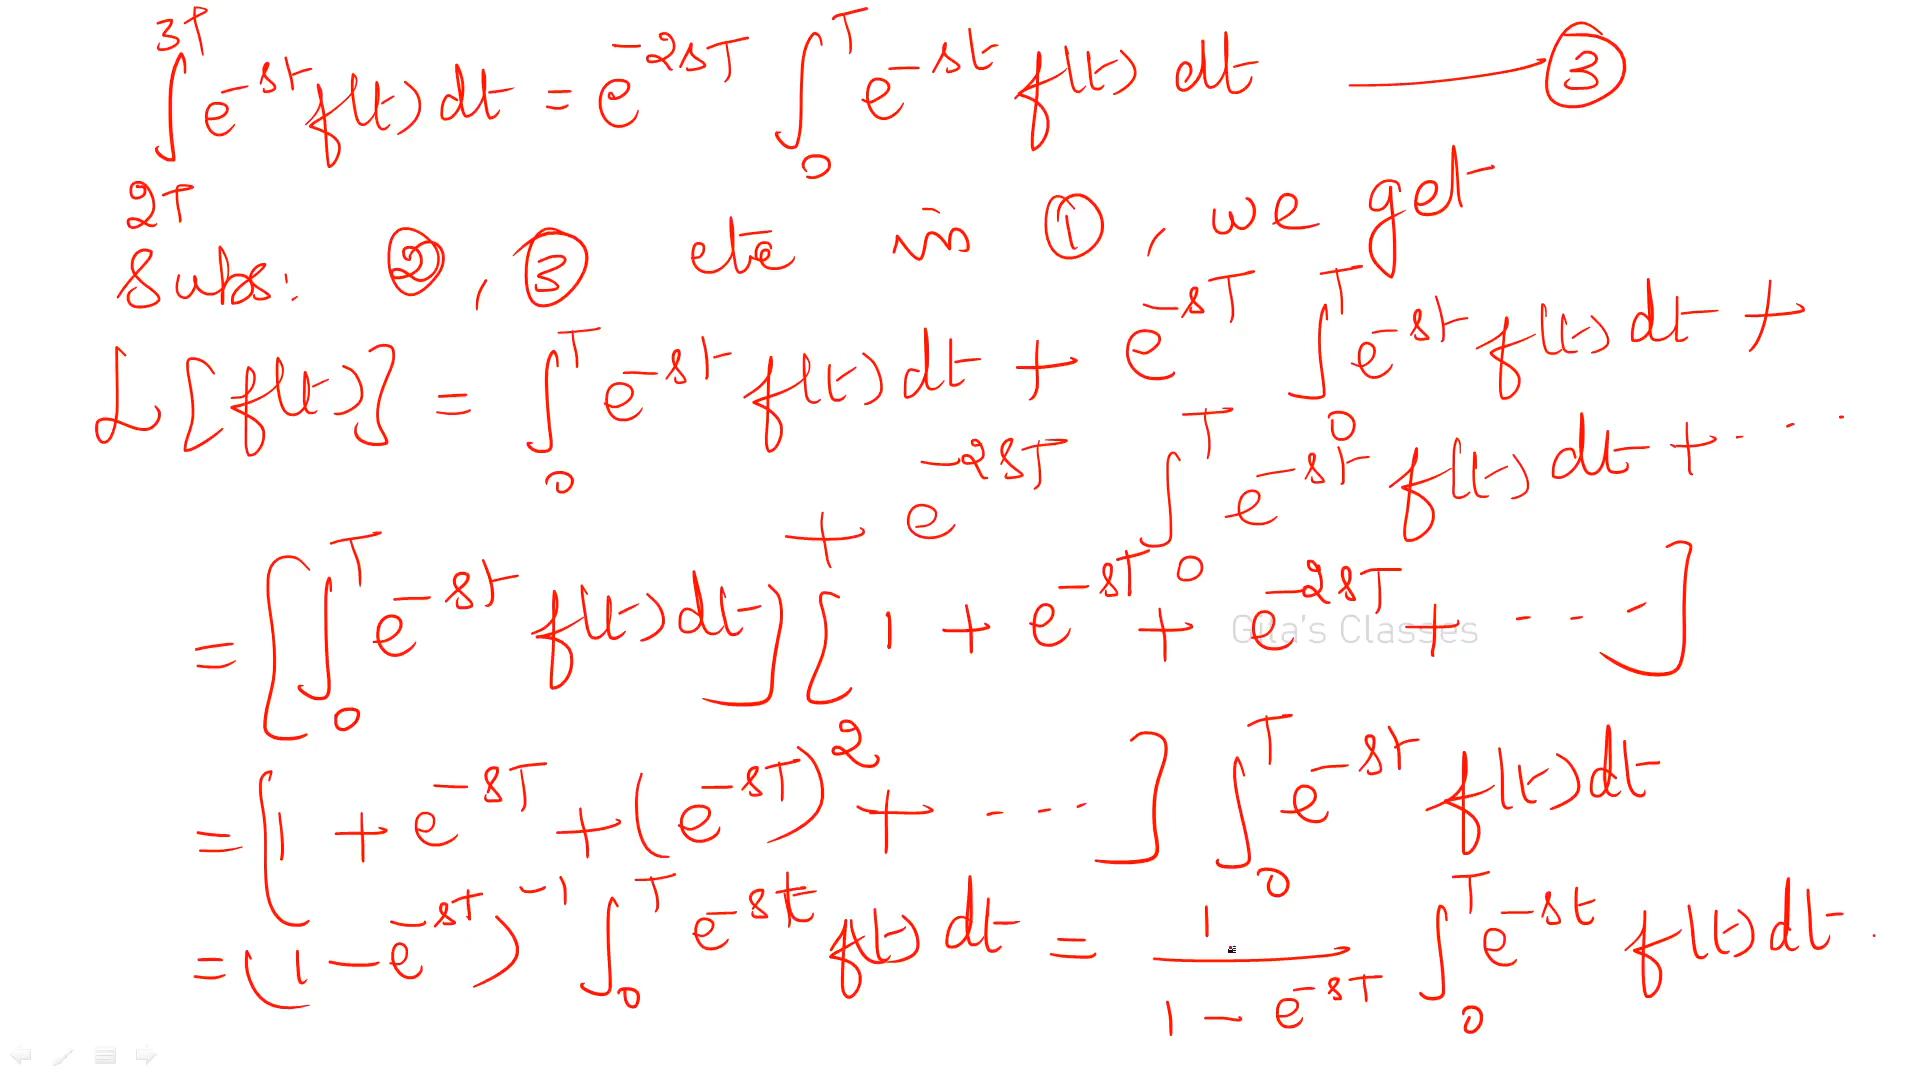 ∫_{2T}^{3T} e^{-st} f(t) dt = e^{-2sT} ∫_0^T e^{-st} f(t) dt —— ③
Subs: ②, ③ etc in ①, we get
L[f(t)] = ∫_0^T e^{-st} f(t) dt + e^{-sT} ∫_0^T e^{-st} f(t) dt +
+ e^{-2sT} ∫_0^T e^{-st} f(t) dt + ....
= [∫_0^T e^{-st} f(t) dt] [1 + e^{-sT} + e^{-2sT} + ....]
Gita's Classes
= [1 + e^{-sT} + (e^{-sT})^2 + ....] ∫_0^T e^{-st} f(t) dt
= (1 - e^{-sT})^{-1} ∫_0^T e^{-st} f(t) dt = \frac{1}{1 - e^{-sT}} ∫_0^T e^{-st} f(t) dt.